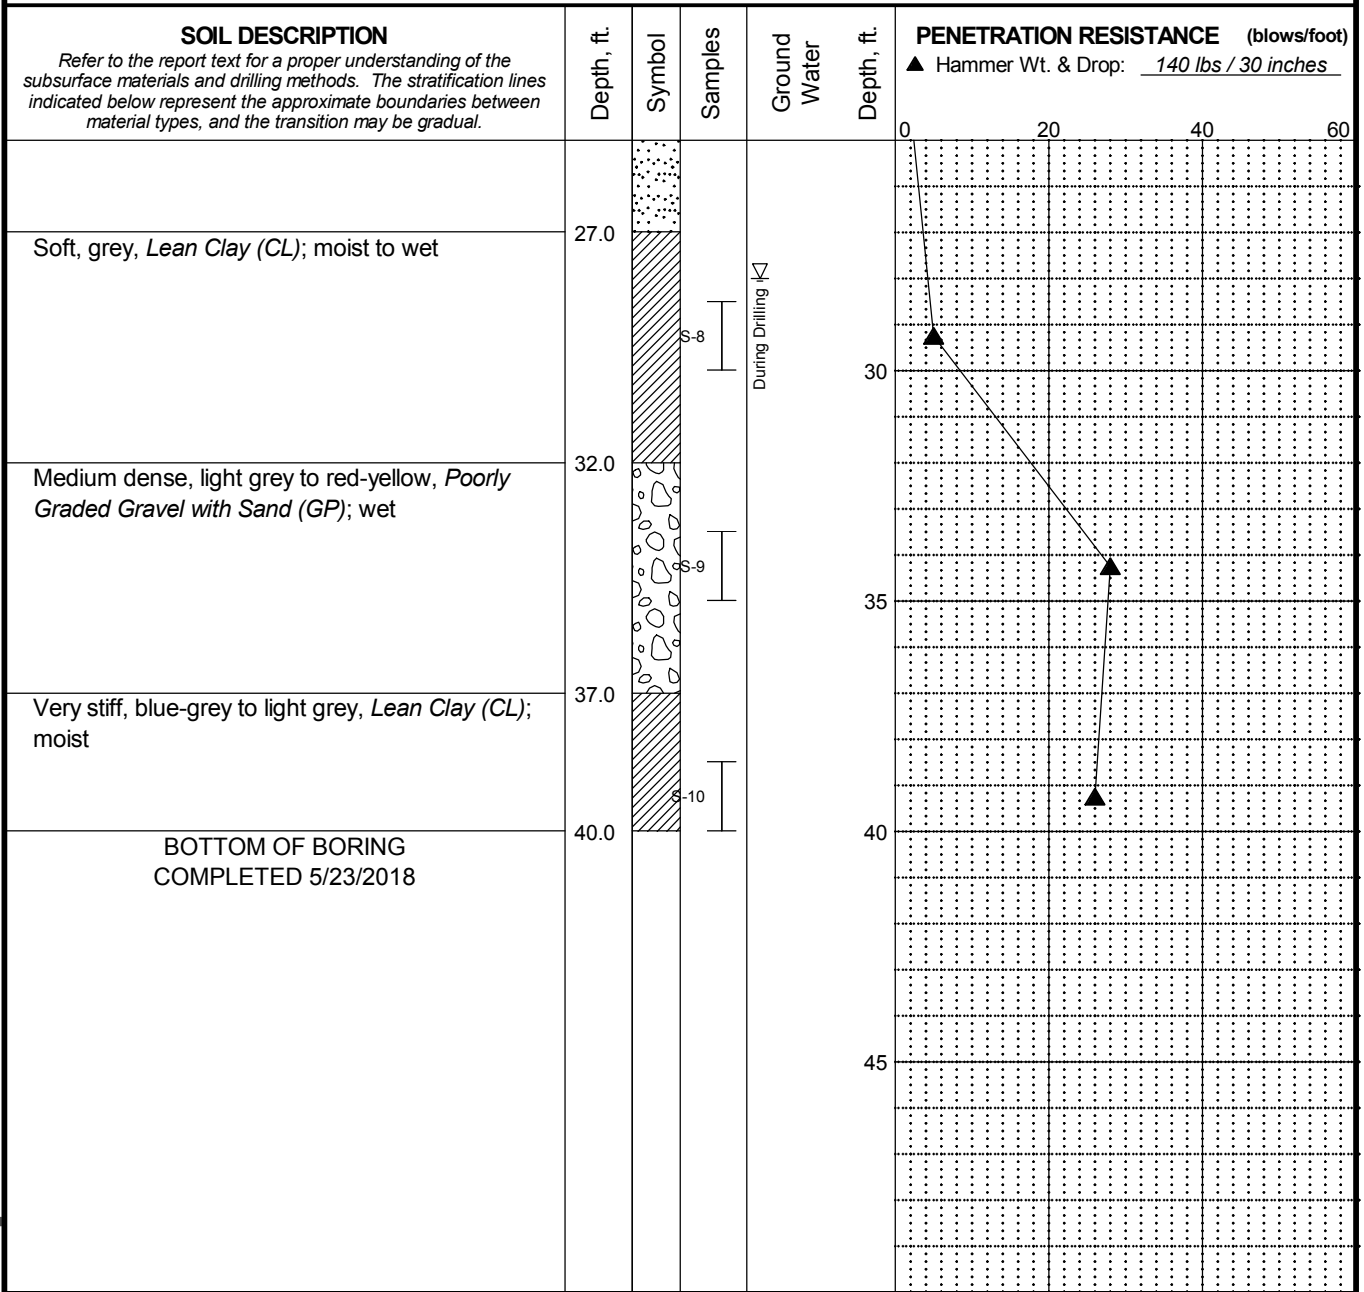 SOIL DESCRIPTION
Refer to the report text for a proper understanding of the
subsurface materials and drilling methods. The stratification lines
indicated below represent the approximate boundaries between
material types, and the transition may be gradual.
Depth, ft.
Symbol
Samples
Ground
Water
Depth, ft.
PENETRATION RESISTANCE (blows/foot)
▲ Hammer Wt. & Drop: 140 lbs / 30 inches
0 20 40 60
27.0
Soft, grey, Lean Clay (CL); moist to wet
During Drilling
S-8
30
32.0
Medium dense, light grey to red-yellow, Poorly
Graded Gravel with Sand (GP); wet
S-9
35
37.0
Very stiff, blue-grey to light grey, Lean Clay (CL);
moist
S-10
40.0
40
BOTTOM OF BORING
COMPLETED 5/23/2018
45